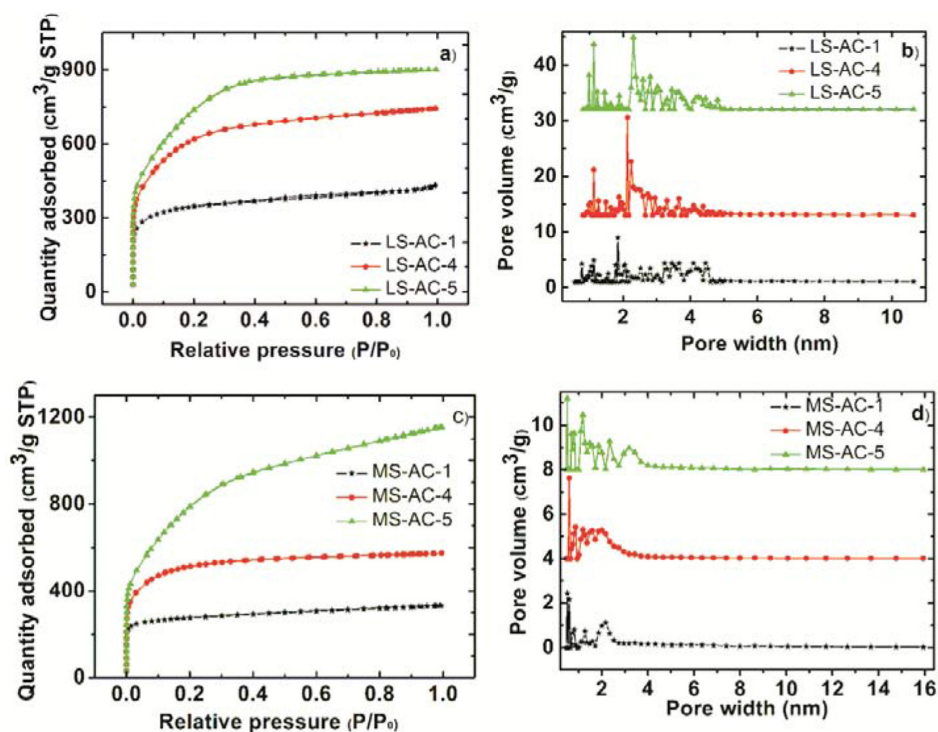 a)
Quantity adsorbed (cm³/g STP)
900
600
300
0
LS-AC-1
LS-AC-4
LS-AC-5
0.0 0.2 0.4 0.6 0.8 1.0
Relative pressure (P/P₀)
b)
Pore volume (cm³/g)
40
30
20
10
0
LS-AC-1
LS-AC-4
LS-AC-5
2 4 6 8 10
Pore width (nm)
c)
Quantity adsorbed (cm³/g STP)
1200
800
400
0
MS-AC-1
MS-AC-4
MS-AC-5
0.0 0.2 0.4 0.6 0.8 1.0
Relative pressure (P/P₀)
d)
Pore volume (cm³/g)
12
8
4
0
MS-AC-1
MS-AC-4
MS-AC-5
2 4 6 8 10 12 14 16
Pore width (nm)